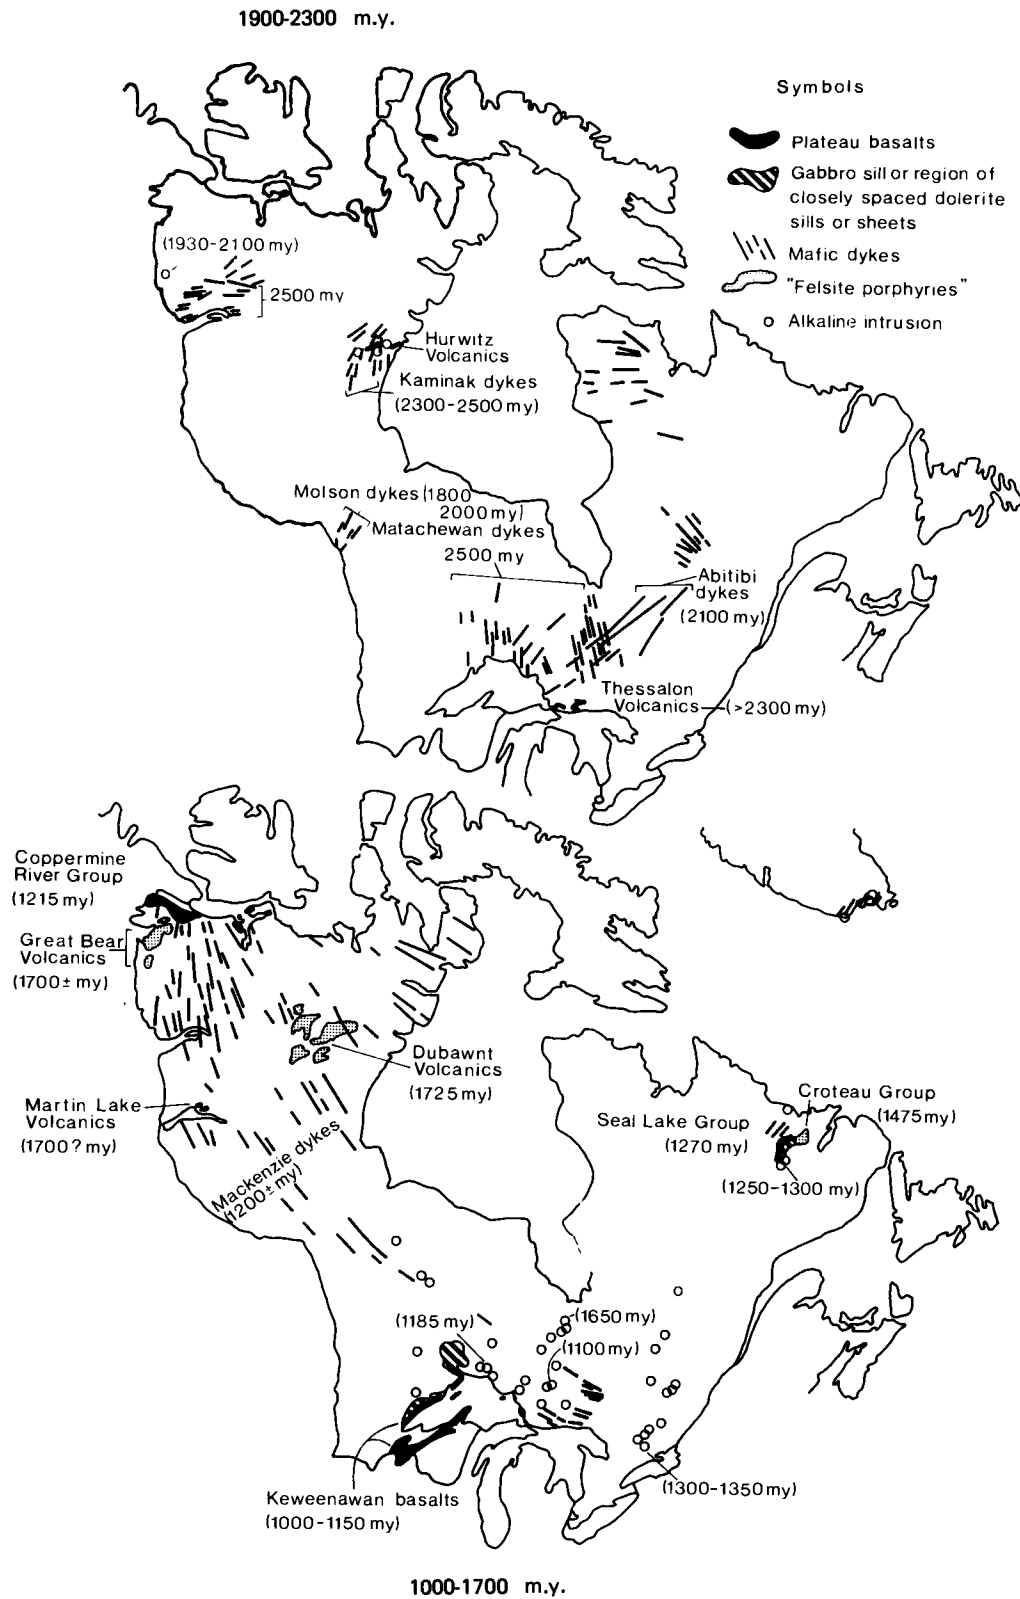 1900-2300 m.y.
Symbols
Plateau basalts
Gabbro sill or region of
closely spaced dolerite
sills or sheets
Mafic dykes
"Felsite porphyries"
Alkaline intrusion
(1930-2100 my)
2500 my
Hurwitz
Volcanics
Kaminak dykes
(2300-2500 my)
Molson dykes (1800
2000 my)
Matachewan dykes
2500 my
Abitibi
dykes
(2100 my)
Thessalon
Volcanics (>2300 my)
Coppermine
River Group
(1215 my)
Great Bear
Volcanics
(1700± my)
Dubawnt
Volcanics
(1725 my)
Martin Lake
Volcanics
(1700? my)
Mackenzie dykes
(1200± my)
Croteau Group
(1475 my)
Seal Lake Group
(1270 my)
(1250-1300 my)
(1185 my)
(1650 my)
(1100 my)
(1300-1350 my)
Keweenawan basalts
(1000-1150 my)
1000-1700 m.y.